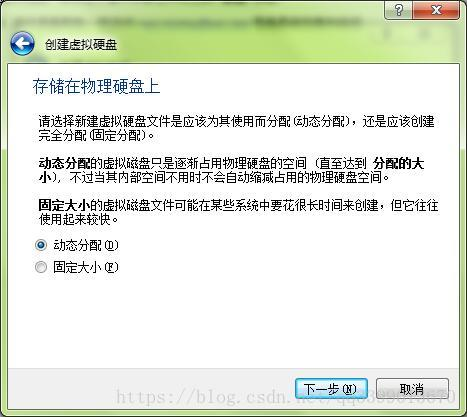 创建虚拟硬盘
存储在物理硬盘上
请选择新建虚拟硬盘文件是应该为其使用而分配(动态分配),还是应该创建
完全分配(固定分配)。
动态分配的虚拟磁盘只是逐渐占用物理硬盘的空间 (直至达到 分配的大
小),不过当其内部空间不用时不会自动缩减占用的物理硬盘空间。
固定大小的虚拟磁盘文件可能在某些系统中要花很长时间来创建,但它往往
使用起来较快。
动态分配(D)
固定大小(F)
下一步(N) 取消